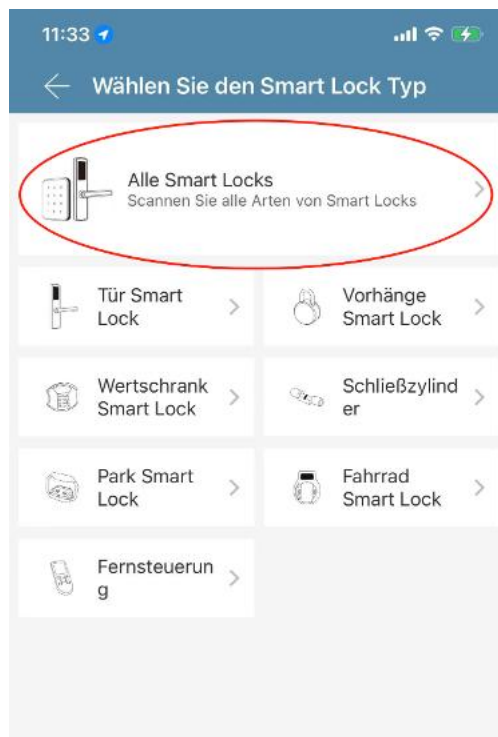 11:33
Wählen Sie den Smart Lock Typ
Alle Smart Locks
Scannen Sie alle Arten von Smart Locks
Tür Smart
Lock
Vorhänge
Smart Lock
Wertschrank
Smart Lock
Schließzylind
er
Park Smart
Lock
Fahrrad
Smart Lock
Fernsteuerun
g